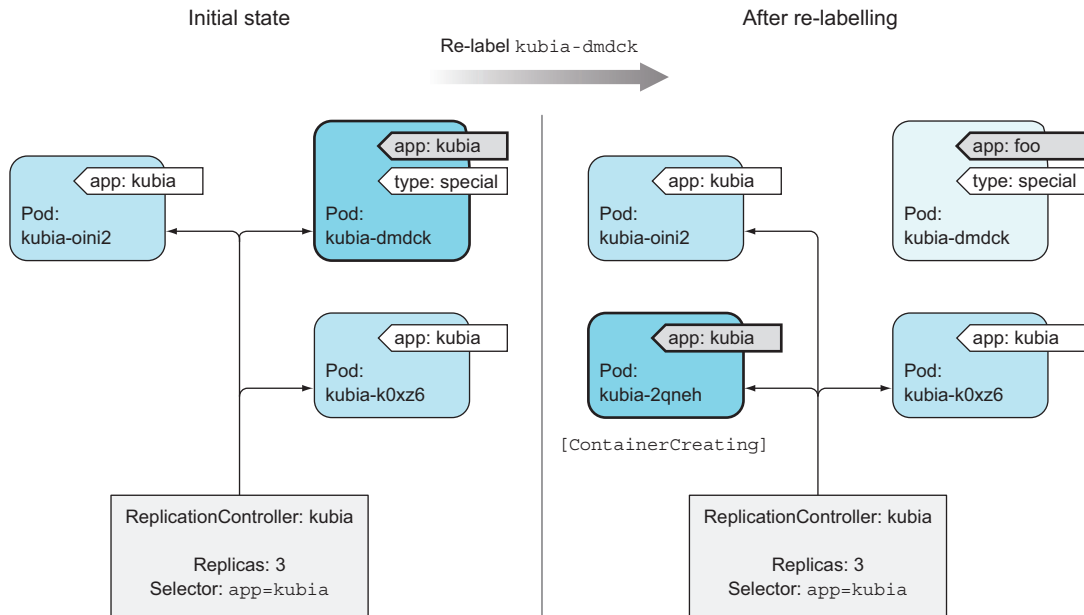 Initial state
After re-labelling
Re-label kubia-dmdck
app: kubia
Pod:
kubia-oini2
app: kubia
type: special
Pod:
kubia-dmdck
app: kubia
Pod:
kubia-k0xz6
ReplicationController: kubia
Replicas: 3
Selector: app=kubia
app: kubia
Pod:
kubia-oini2
app: foo
type: special
Pod:
kubia-dmdck
app: kubia
Pod:
kubia-2qneh
[ContainerCreating]
app: kubia
Pod:
kubia-k0xz6
ReplicationController: kubia
Replicas: 3
Selector: app=kubia